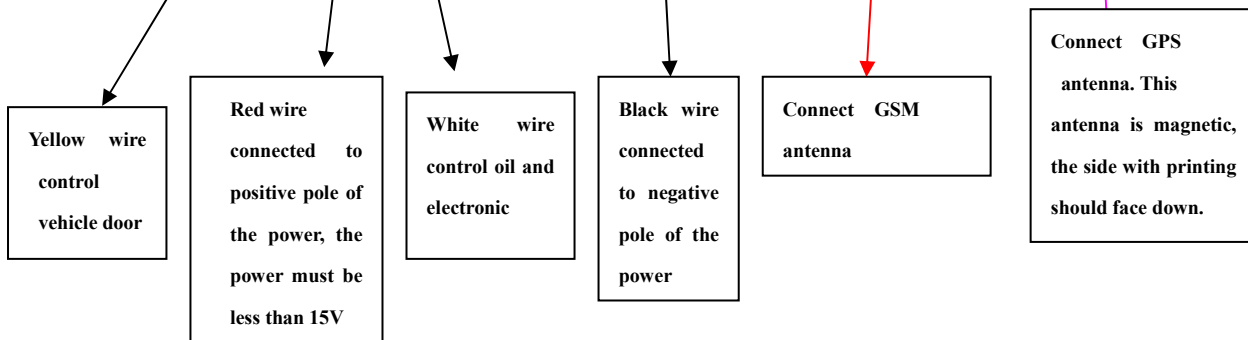 Yellow wire
control
vehicle door
Red wire
connected to
positive pole of
the power, the
power must be
less than 15V
White wire
control oil and
electronic
Black wire
connected
to negative
pole of the
power
Connect GSM
antenna
Connect GPS
antenna. This
antenna is magnetic,
the side with printing
should face down.